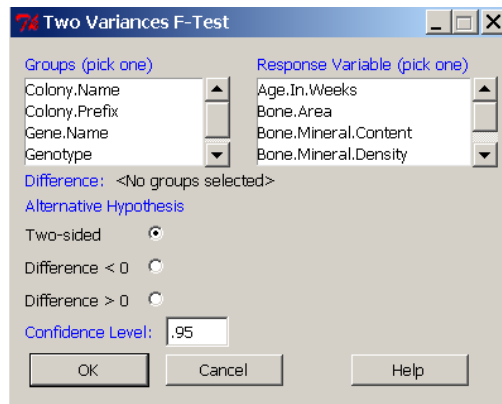 Two Variances F-Test
Groups (pick one)
Colony.Name
Colony.Prefix
Gene.Name
Genotype
Response Variable (pick one)
Age.In.Weeks
Bone.Area
Bone.Mineral.Content
Bone.Mineral.Density
Difference: <No groups selected>
Alternative Hypothesis
Two-sided
Difference < 0
Difference > 0
Confidence Level: .95
OK Cancel Help